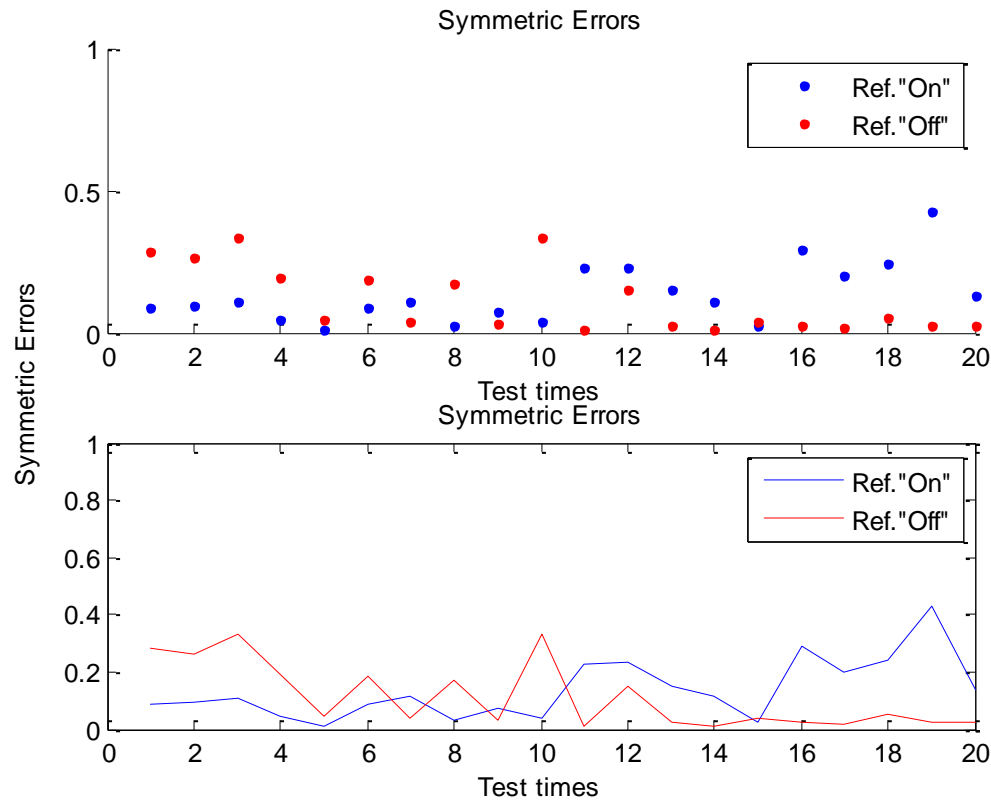 Symmetric Errors
1
0.5
0
Ref."On"
Ref."Off"
0 2 4 6 8 10 12 14 16 18 20
Test times
Symmetric Errors
Symmetric Errors
1
0.8
0.6
0.4
0.2
0
Ref."On"
Ref."Off"
0 2 4 6 8 10 12 14 16 18 20
Test times